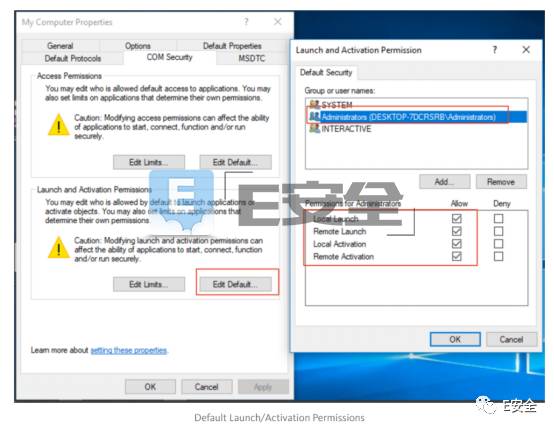 My Computer Properties
General Options Default Properties
Default Protocols COM Security MSDTC
Access Permissions
You may edit who is allowed default access to applications. You may
also set limits on applications that determine their own permissions.
Caution: Modifying access permissions can affect the ability
of applications to start, connect, function and/or run
securely.
Edit Limits... Edit Default...
Launch and Activation Permissions
You may edit who is allowed by default to launch applications or
activate objects. You may also set limits on applications that
determine their own permissions.
Caution: Modifying launch and activation permissions can
affect the ability of applications to start, connect, function
and/or run securely.
Edit Limits... Edit Default...
Learn more about setting these properties.
OK Cancel Apply
Launch and Activation Permission
Default Security
Group or user names:
SYSTEM
Administrators (DESKTOP-7DCRSRB\Administrators)
INTERACTIVE
Add... Remove
Permissions for Administrators Allow Deny
Local Launch
Remote Launch
Local Activation
Remote Activation
OK Cancel
E安全
E安全
Default Launch/Activation Permissions